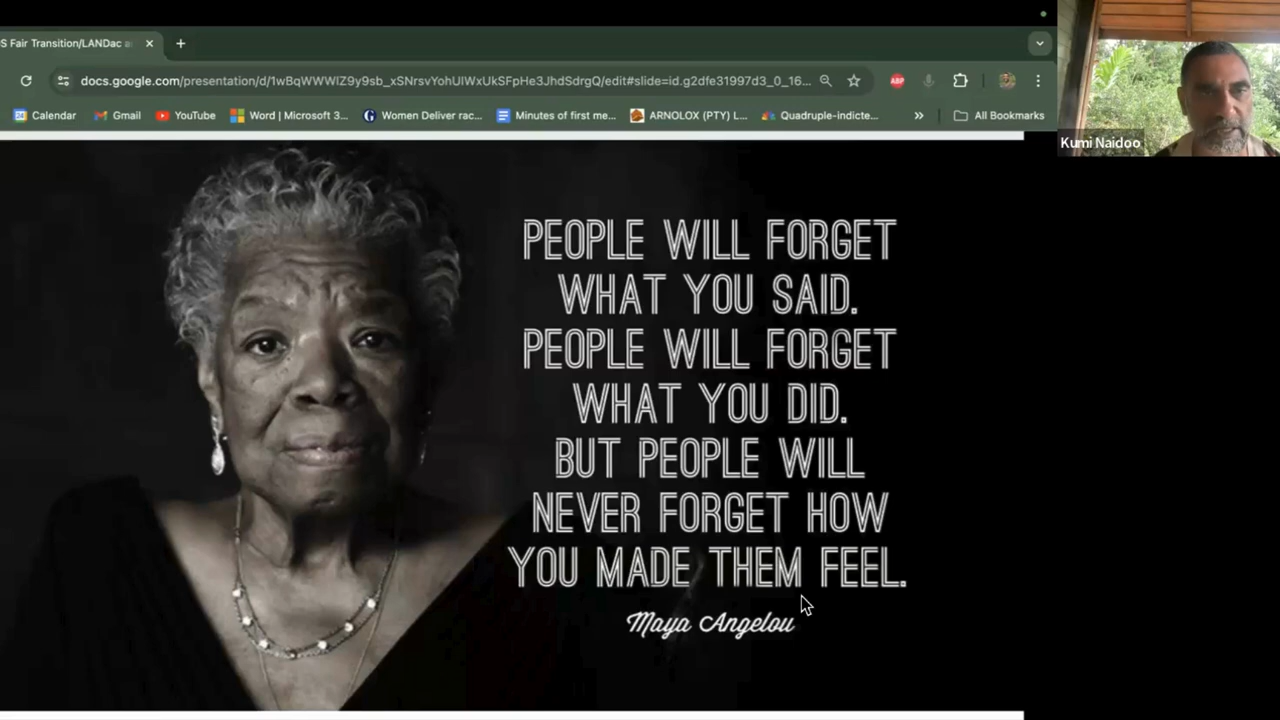 S Fair Transition/LANDac a
docs.google.com/presentation/d/1wBqWWWlZ9y9sb_xSNrsvYohUlWxUkSFpHe3JhdSdrgQ/edit#slide=id.g2dfe31997d3_0_16...
ABP
Calendar
Gmail
YouTube
Word | Microsoft 3...
Women Deliver rac...
Minutes of first me...
ARNOLOX (PTY) L...
Quadruple-indicte...
All Bookmarks
Kumi Naidoo
PEOPLE WILL FORGET
WHAT YOU SAID.
PEOPLE WILL FORGET
WHAT YOU DID.
BUT PEOPLE WILL
NEVER FORGET HOW
YOU MADE THEM FEEL.
Maya Angelou